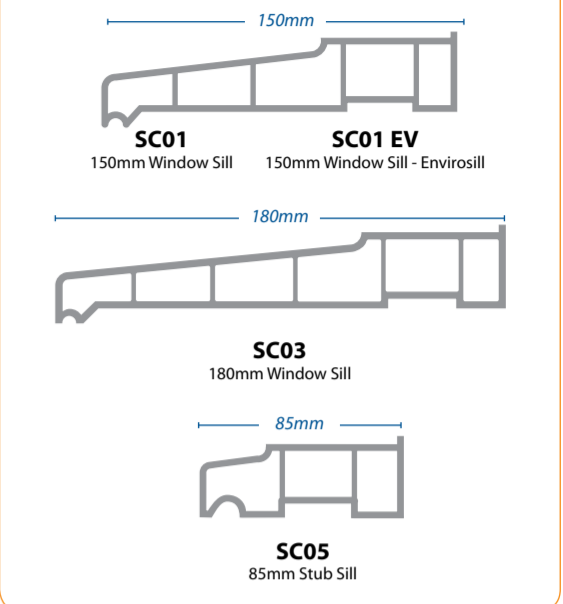 150mm
SC01 SC01 EV
150mm Window Sill 150mm Window Sill - Envirosill
180mm
SC03
180mm Window Sill
85mm
SC05
85mm Stub Sill